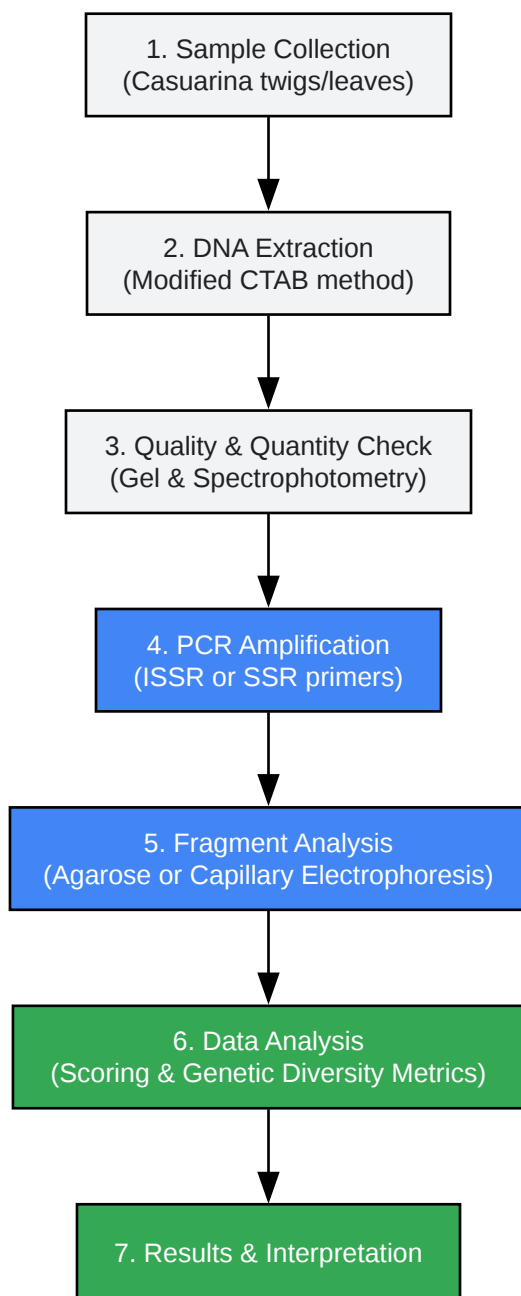 1. Sample Collection
(Casuarina twigs/leaves)
2. DNA Extraction
(Modified CTAB method)
3. Quality & Quantity Check
(Gel & Spectrophotometry)
4. PCR Amplification
(ISSR or SSR primers)
5. Fragment Analysis
(Agarose or Capillary Electrophoresis)
6. Data Analysis
(Scoring & Genetic Diversity Metrics)
7. Results & Interpretation